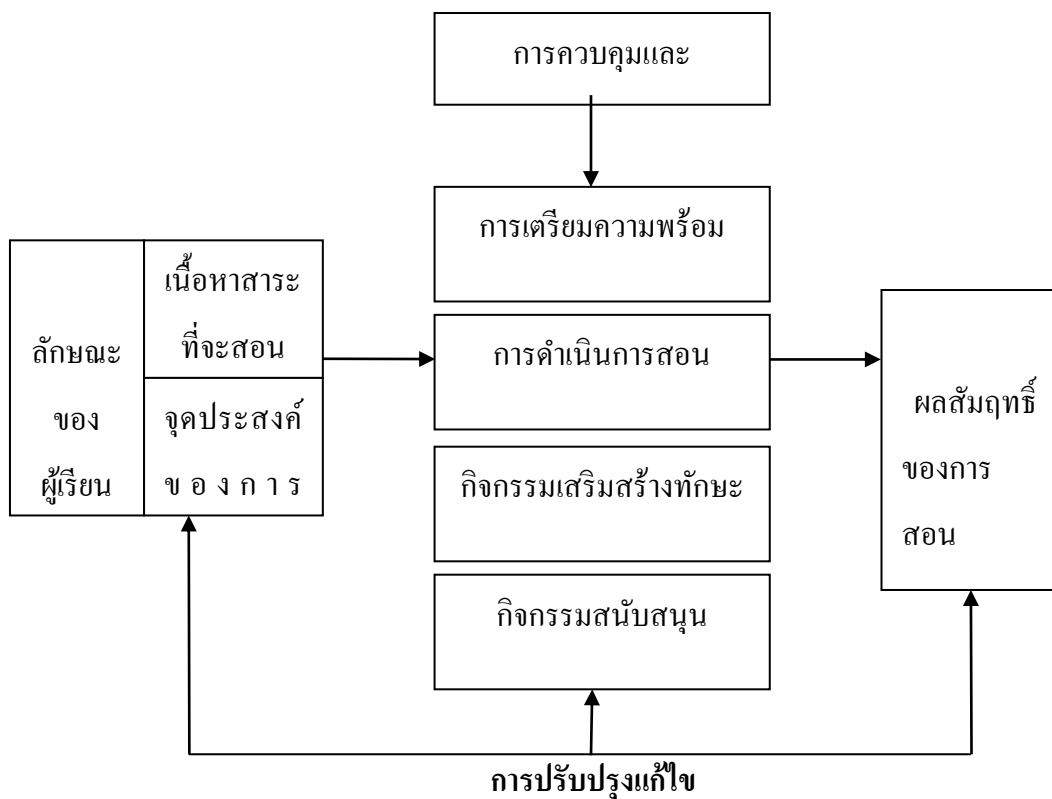 การควบคุมและ
การเตรียมความพร้อม
ลักษณะ
ของ
ผู้เรียน
เนื้อหาสาระ
ที่จะสอน
จุดประสงค์
ข อ ง ก า ร
การดำเนินการสอน
กิจกรรมเสริมสร้างทักษะ
กิจกรรมสนับสนุน
ผลสัมฤทธิ์
ของการ
สอน
การปรับปรุงแก้ไข